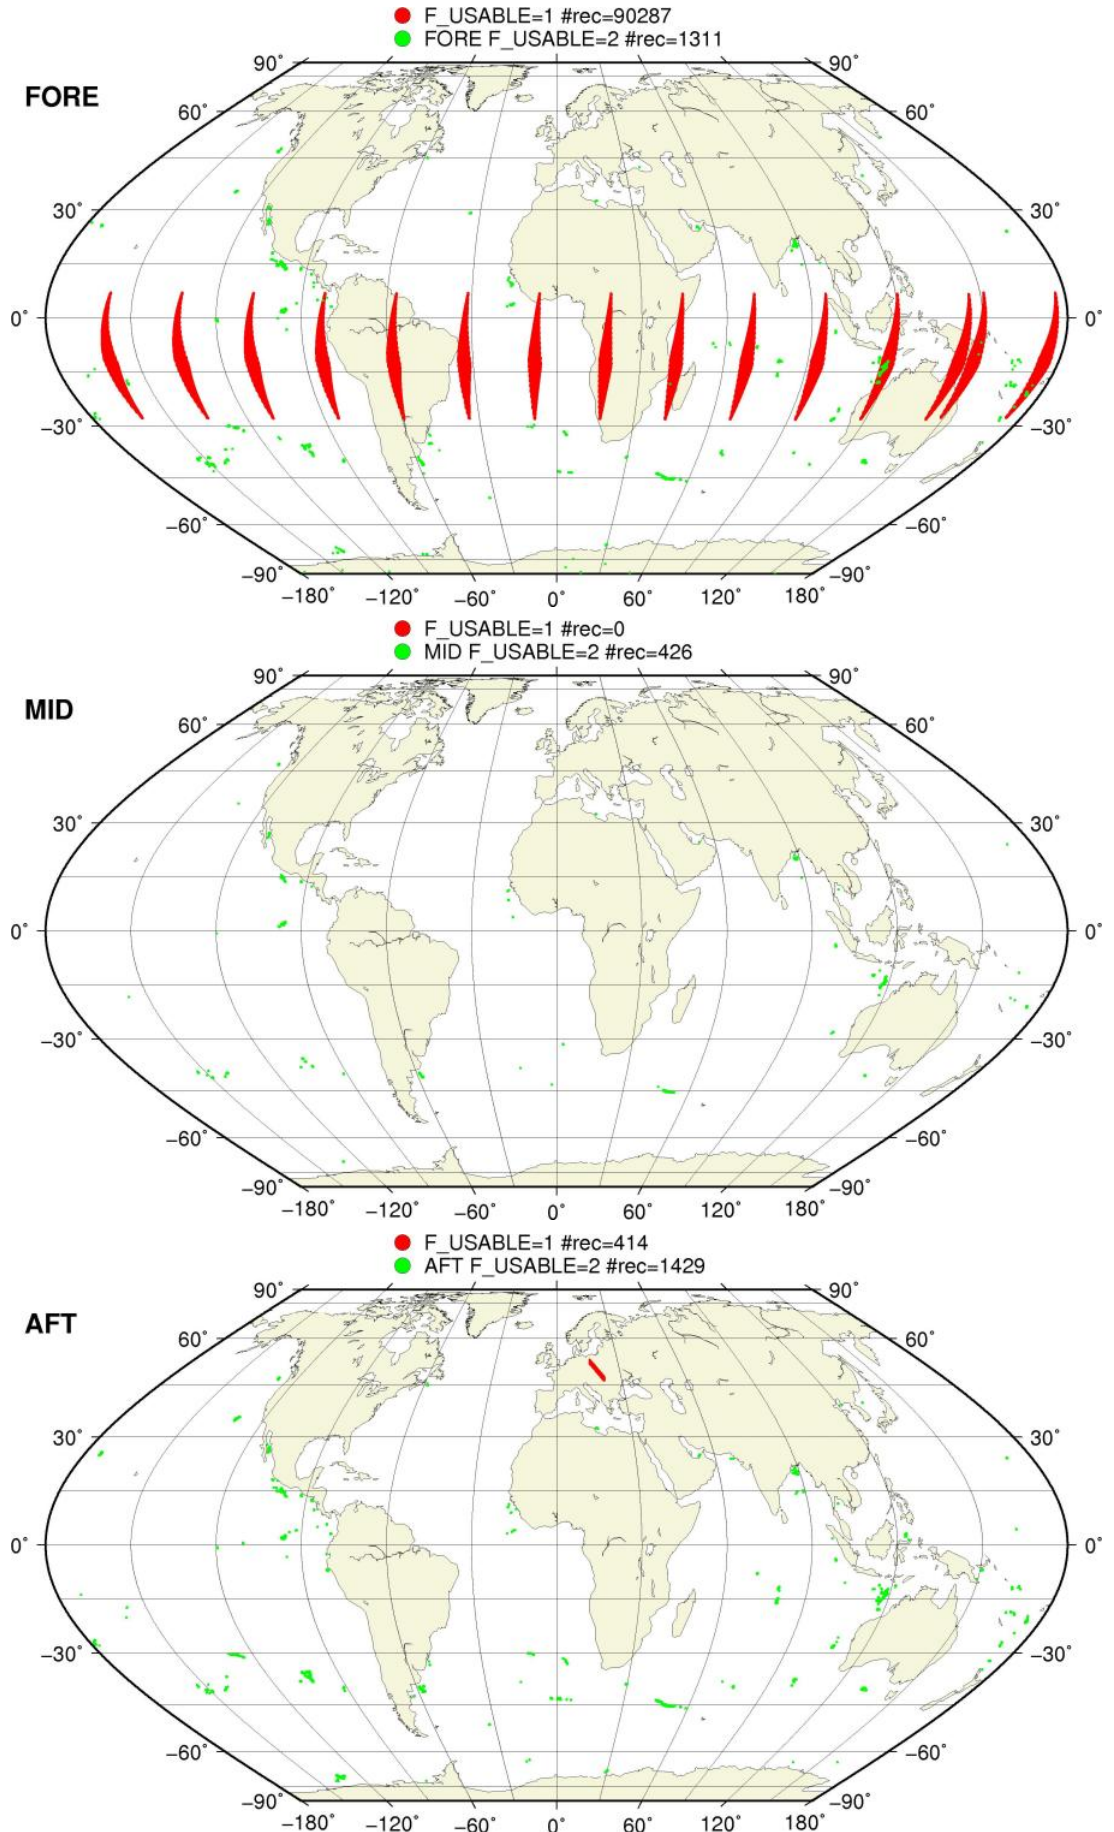 F_USABLE=1 #rec=90287
FORE F_USABLE=2 #rec=1311
FORE
90° 90°
60° 60°
30° 30°
0° 0°
−30° −30°
−60° −60°
−90° −90°
−180° −120° −60° 0° 60° 120° 180°
F_USABLE=1 #rec=0
MID F_USABLE=2 #rec=426
MID
90° 90°
60° 60°
30° 30°
0° 0°
−30° −30°
−60° −60°
−90° −90°
−180° −120° −60° 0° 60° 120° 180°
F_USABLE=1 #rec=414
AFT F_USABLE=2 #rec=1429
AFT
90° 90°
60° 60°
30° 30°
0° 0°
−30° −30°
−60° −60°
−90° −90°
−180° −120° −60° 0° 60° 120° 180°